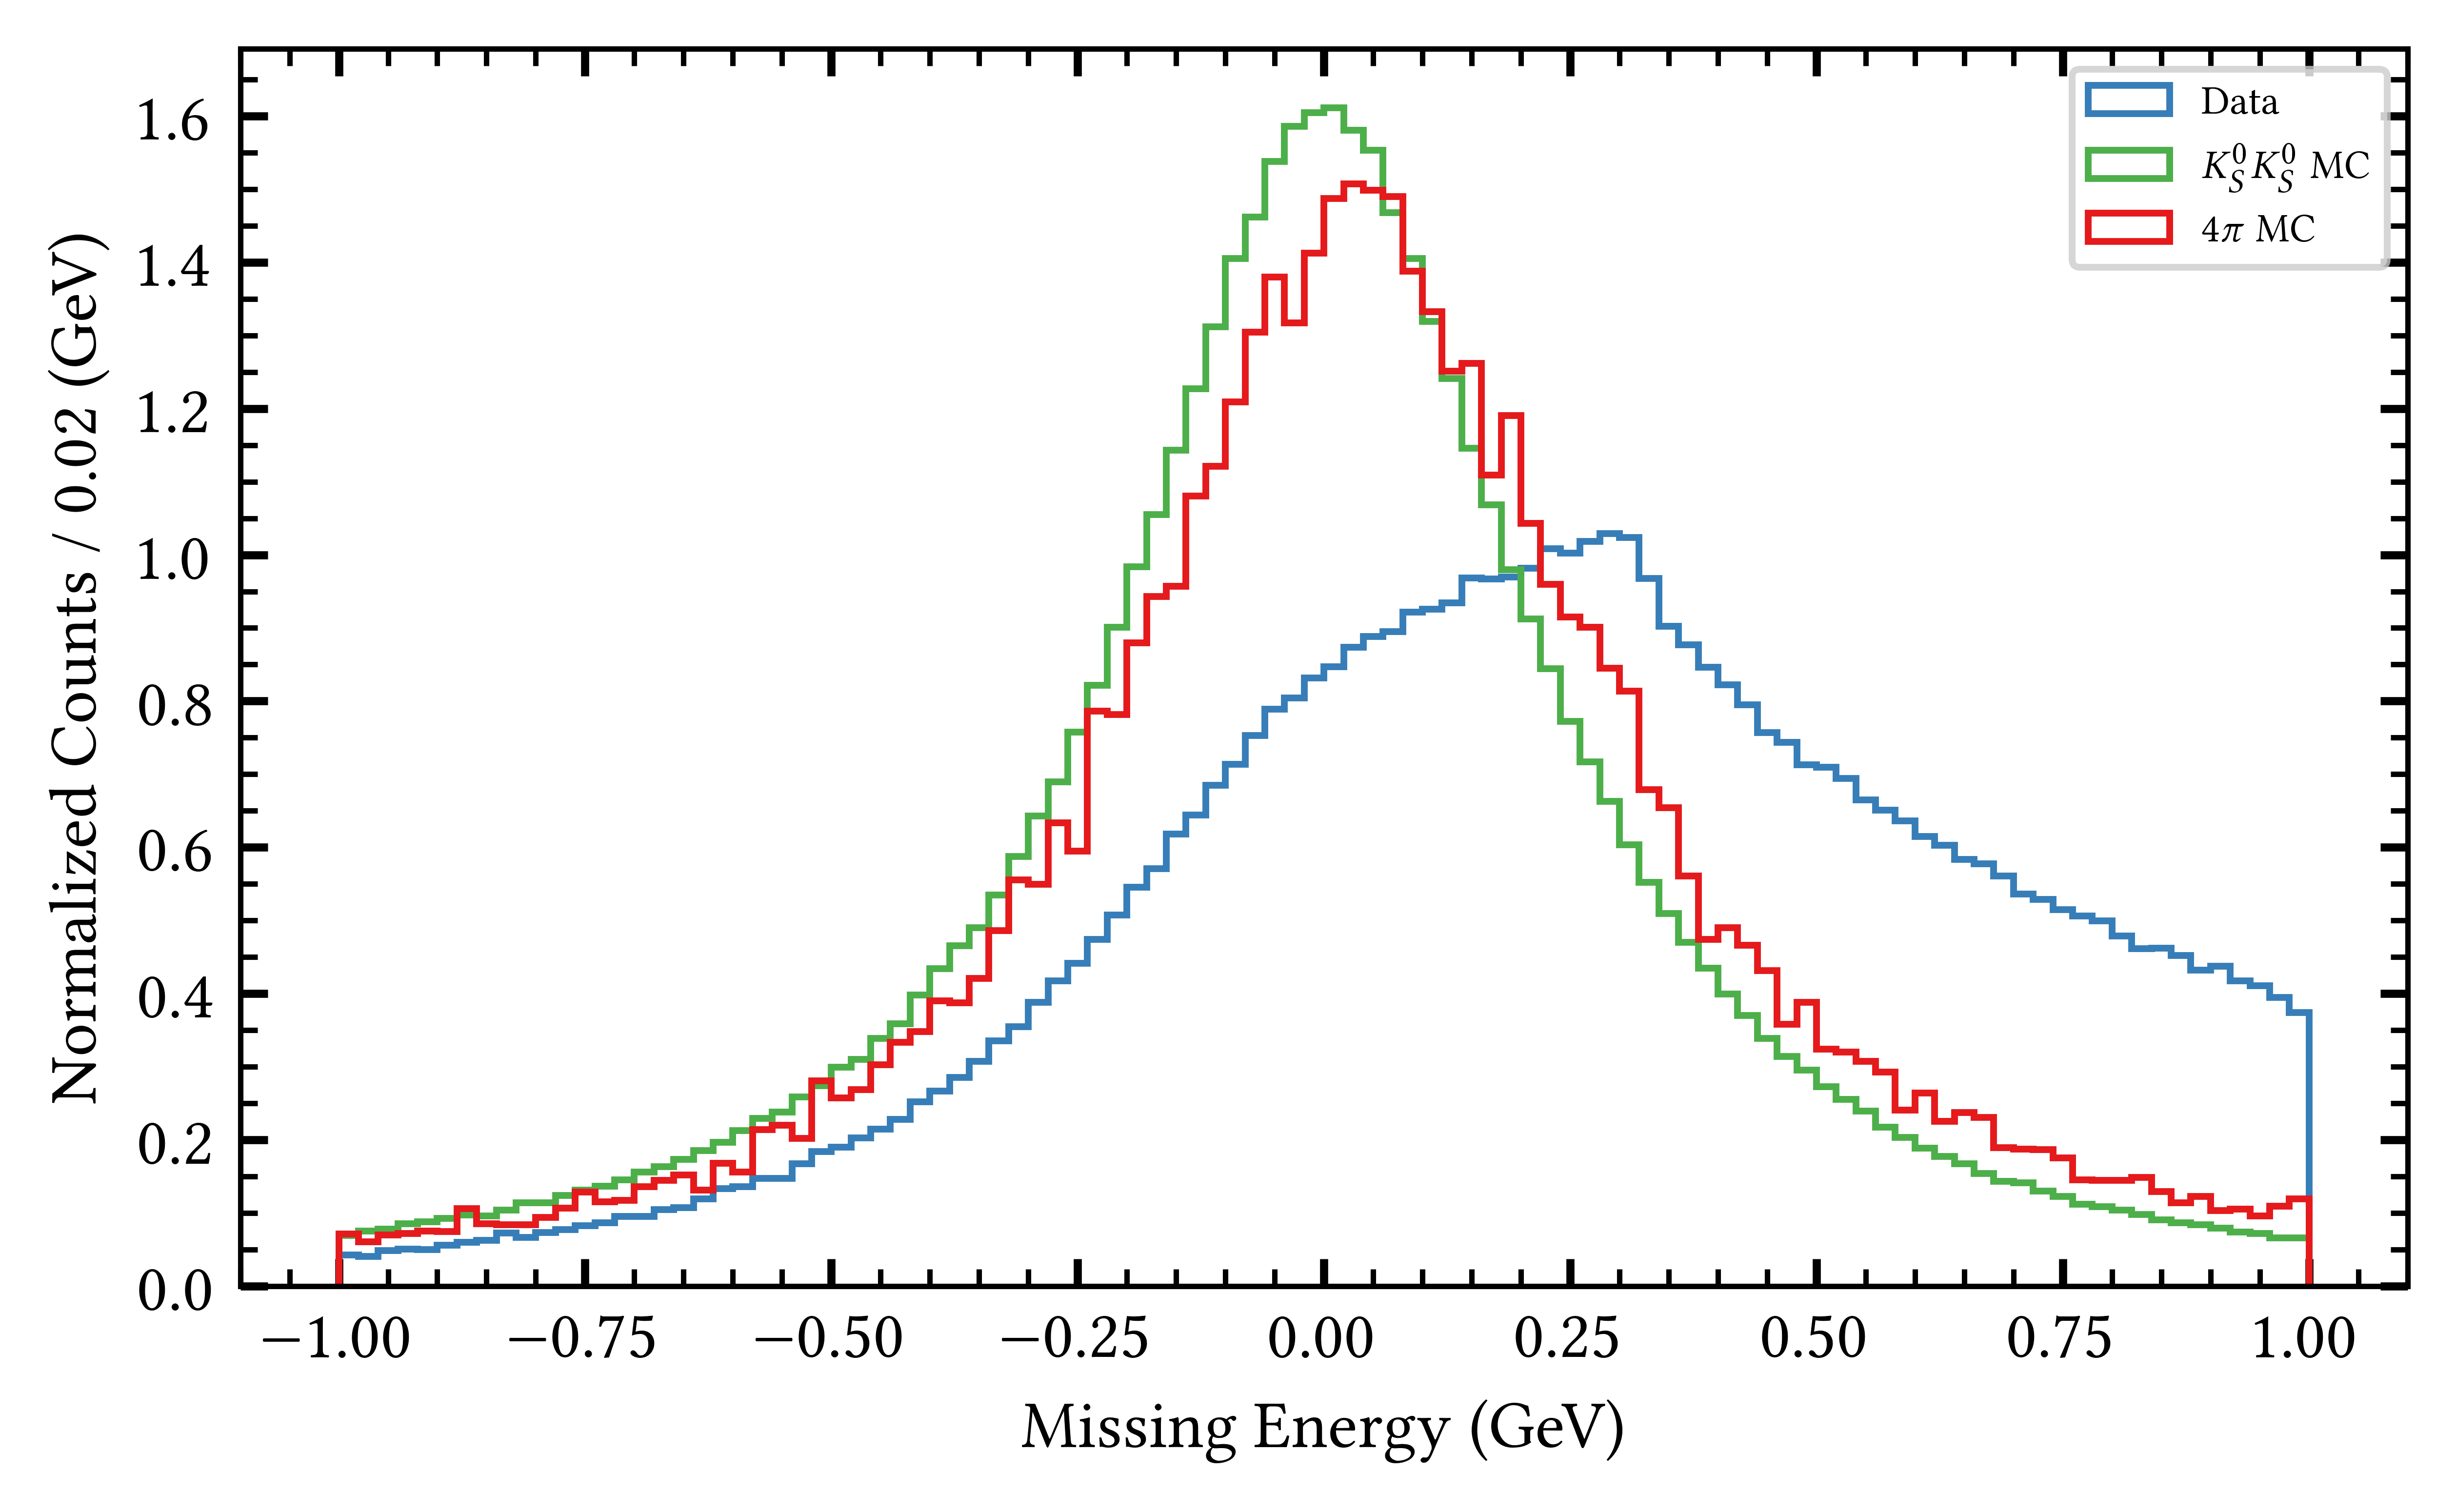 Normalized Counts / 0.02 (GeV)
1.6
1.4
1.2
1.0
0.8
0.6
0.4
0.2
0.0
Data
$K_S^0 K_S^0$ MC
4π MC
−1.00 −0.75 −0.50 −0.25 0.00 0.25 0.50 0.75 1.00
Missing Energy (GeV)